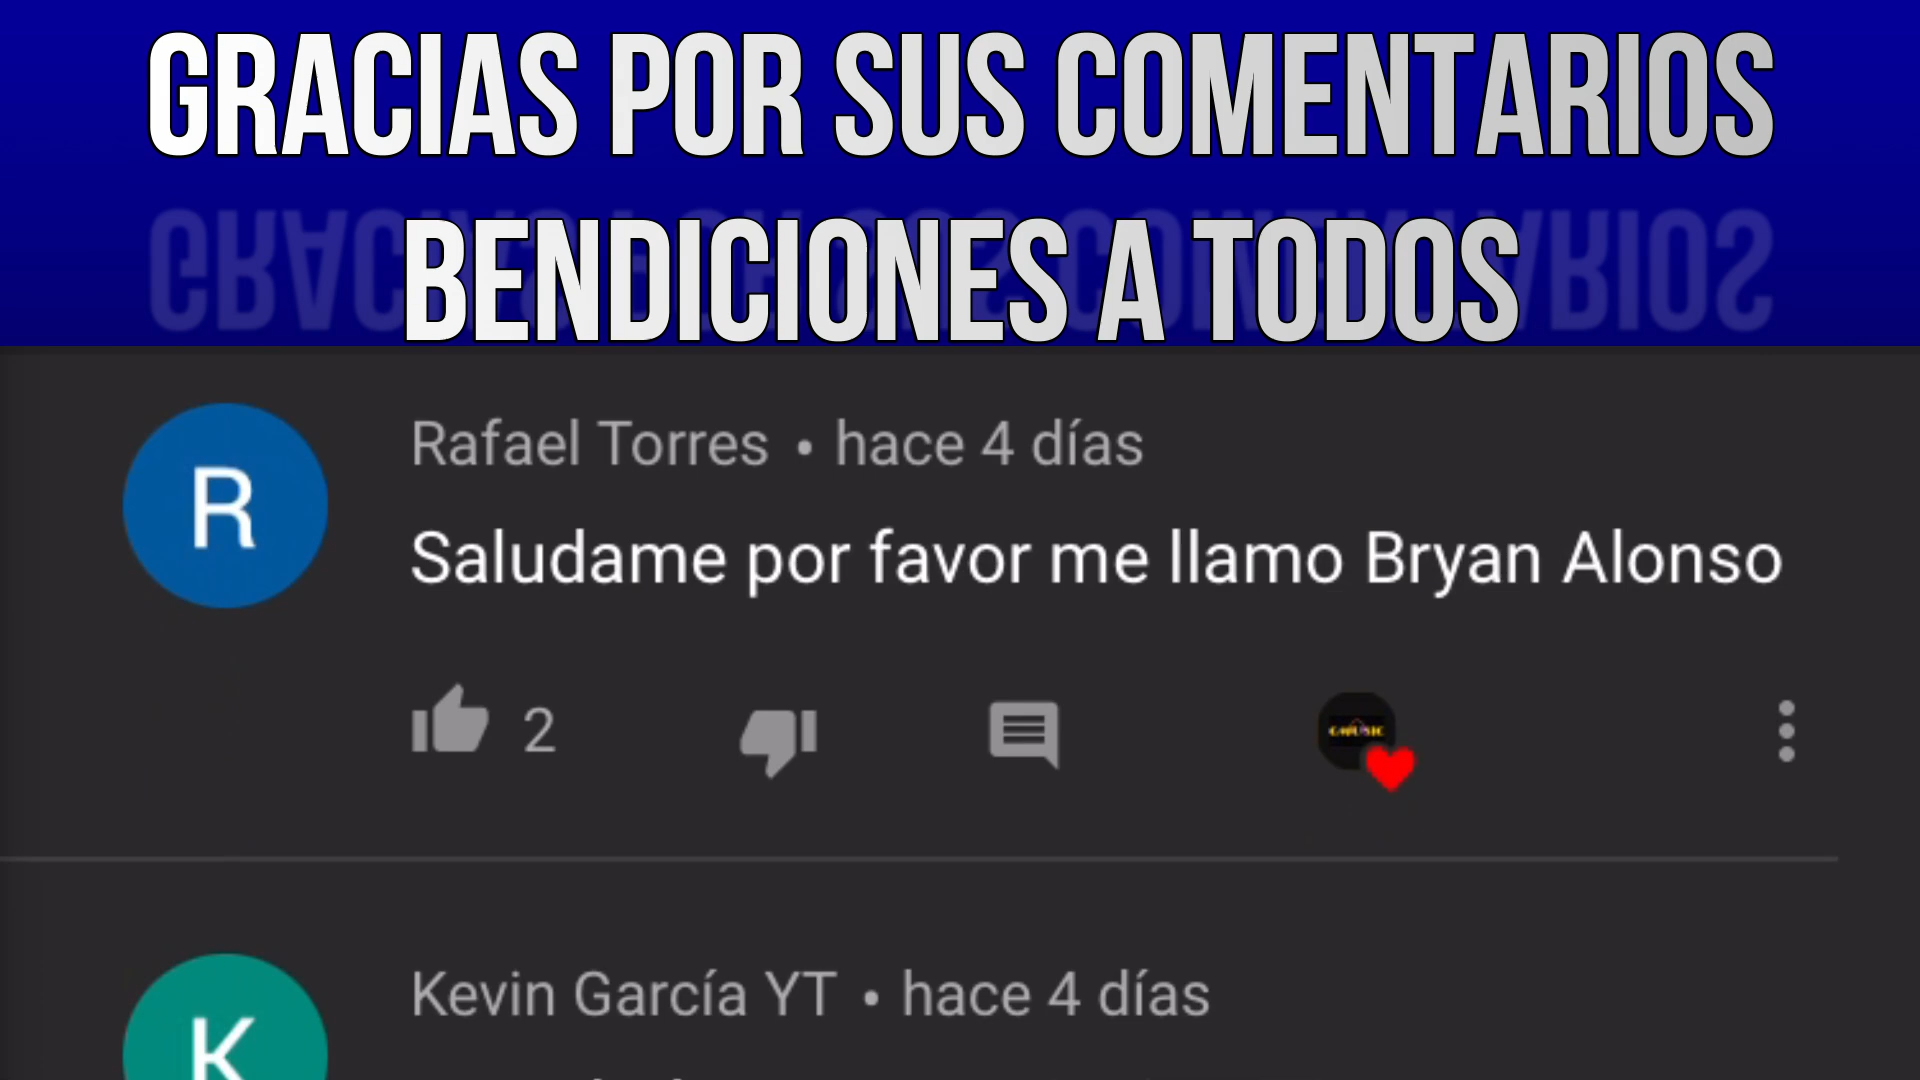 GRACIAS POR SUS COMENTARIOS
BENDICIONES A TODOS
R
Rafael Torres • hace 4 días
Saludame por favor me llamo Bryan Alonso
2
K
Kevin García YT • hace 4 días